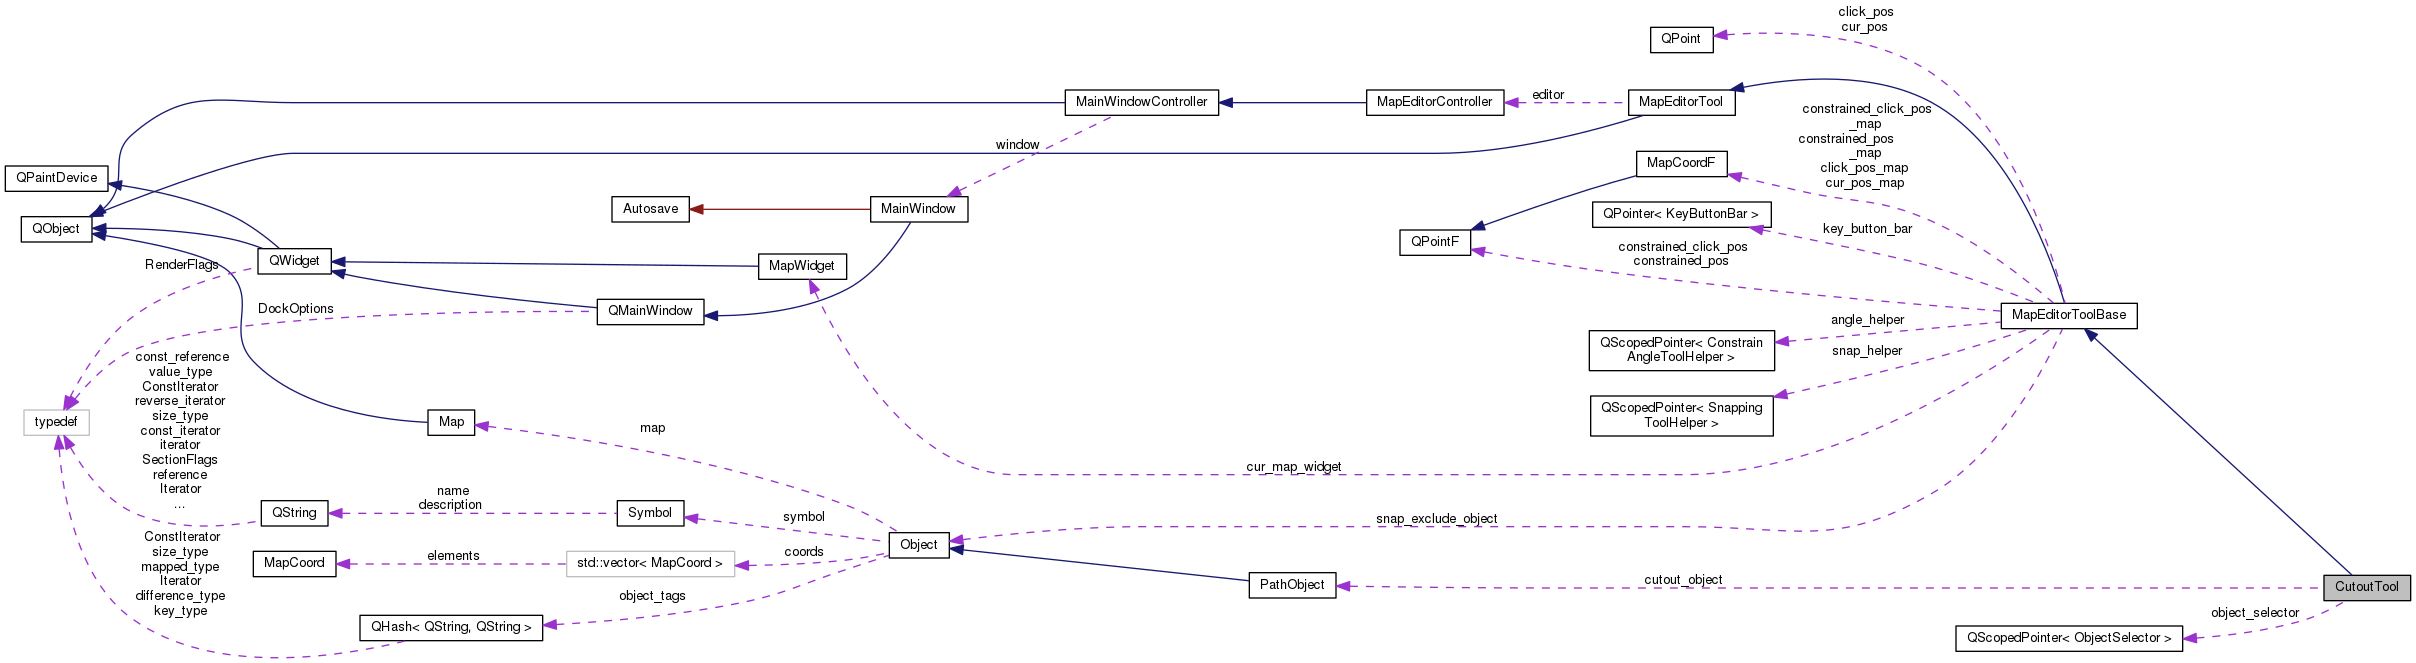 click_pos
cur_pos
QPoint
MainWindowController
MapEditorController
editor
MapEditorTool
constrained_click_pos
_map
constrained_pos
_map
click_pos_map
cur_pos_map
window
MapCoordF
QPaintDevice
Autosave
MainWindow
QPointer< KeyButtonBar >
QObject
key_button_bar
QPointF
constrained_click_pos
constrained_pos
RenderFlags
QWidget
MapWidget
DockOptions
QMainWindow
MapEditorToolBase
angle_helper
QScopedPointer< Constrain
AngleToolHelper >
snap_helper
const_reference
value_type
ConstIterator
reverse_iterator
size_type
const_iterator
iterator
SectionFlags
reference
Iterator
...
typedef
Map
map
QScopedPointer< Snapping
ToolHelper >
cur_map_widget
name
description
QString
Symbol
symbol
snap_exclude_object
Object
ConstIterator
size_type
mapped_type
Iterator
difference_type
key_type
MapCoord
elements
std::vector< MapCoord >
coords
PathObject
cutout_object
CutoutTool
object_tags
QHash< QString, QString >
object_selector
QScopedPointer< ObjectSelector >